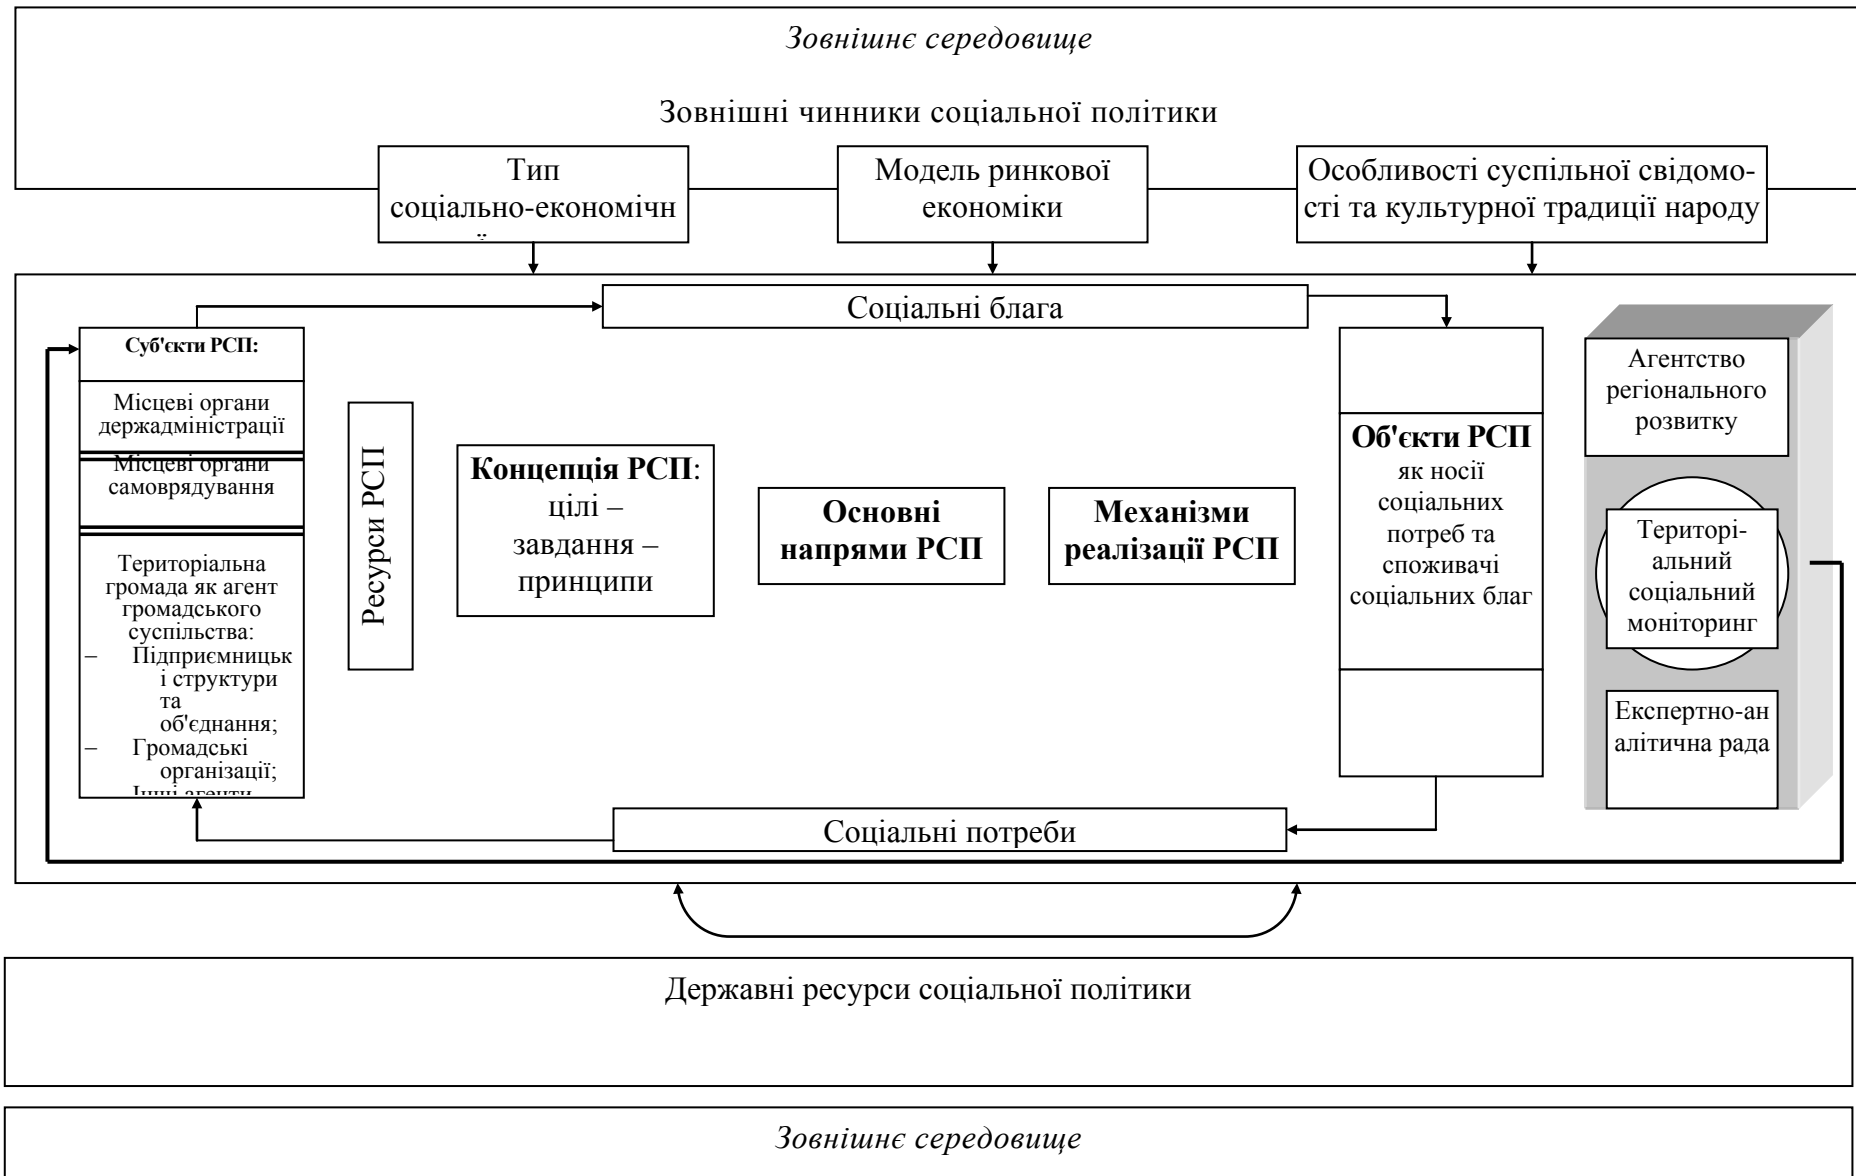 Зовнішнє середовище
Зовнішні чинники соціальної політики
Тип
соціально-економічн
ї
Модель ринкової
економіки
Особливості суспільної свідомо-
сті та культурної традиції народу
Соціальні блага
Суб'єкти РСП:
Місцеві органи
держадміністрації
Місцеві органи
самоврядування
Територіальна
громада як агент
громадського
суспільства:
– Підприємницьк
і структури
та
об'єднання;
– Громадські
організації;
Інші агенти
Ресурси РСП
Концепція РСП:
цілі –
завдання –
принципи
Основні
напрями РСП
Механізми
реалізації РСП
Об'єкти РСП
як носії
соціальних
потреб та
споживачі
соціальних благ
Агентство
регіонального
розвитку
Територі-
альний
соціальний
моніторинг
Експертно-ан
алітична рада
Соціальні потреби
Державні ресурси соціальної політики
Зовнішнє середовище